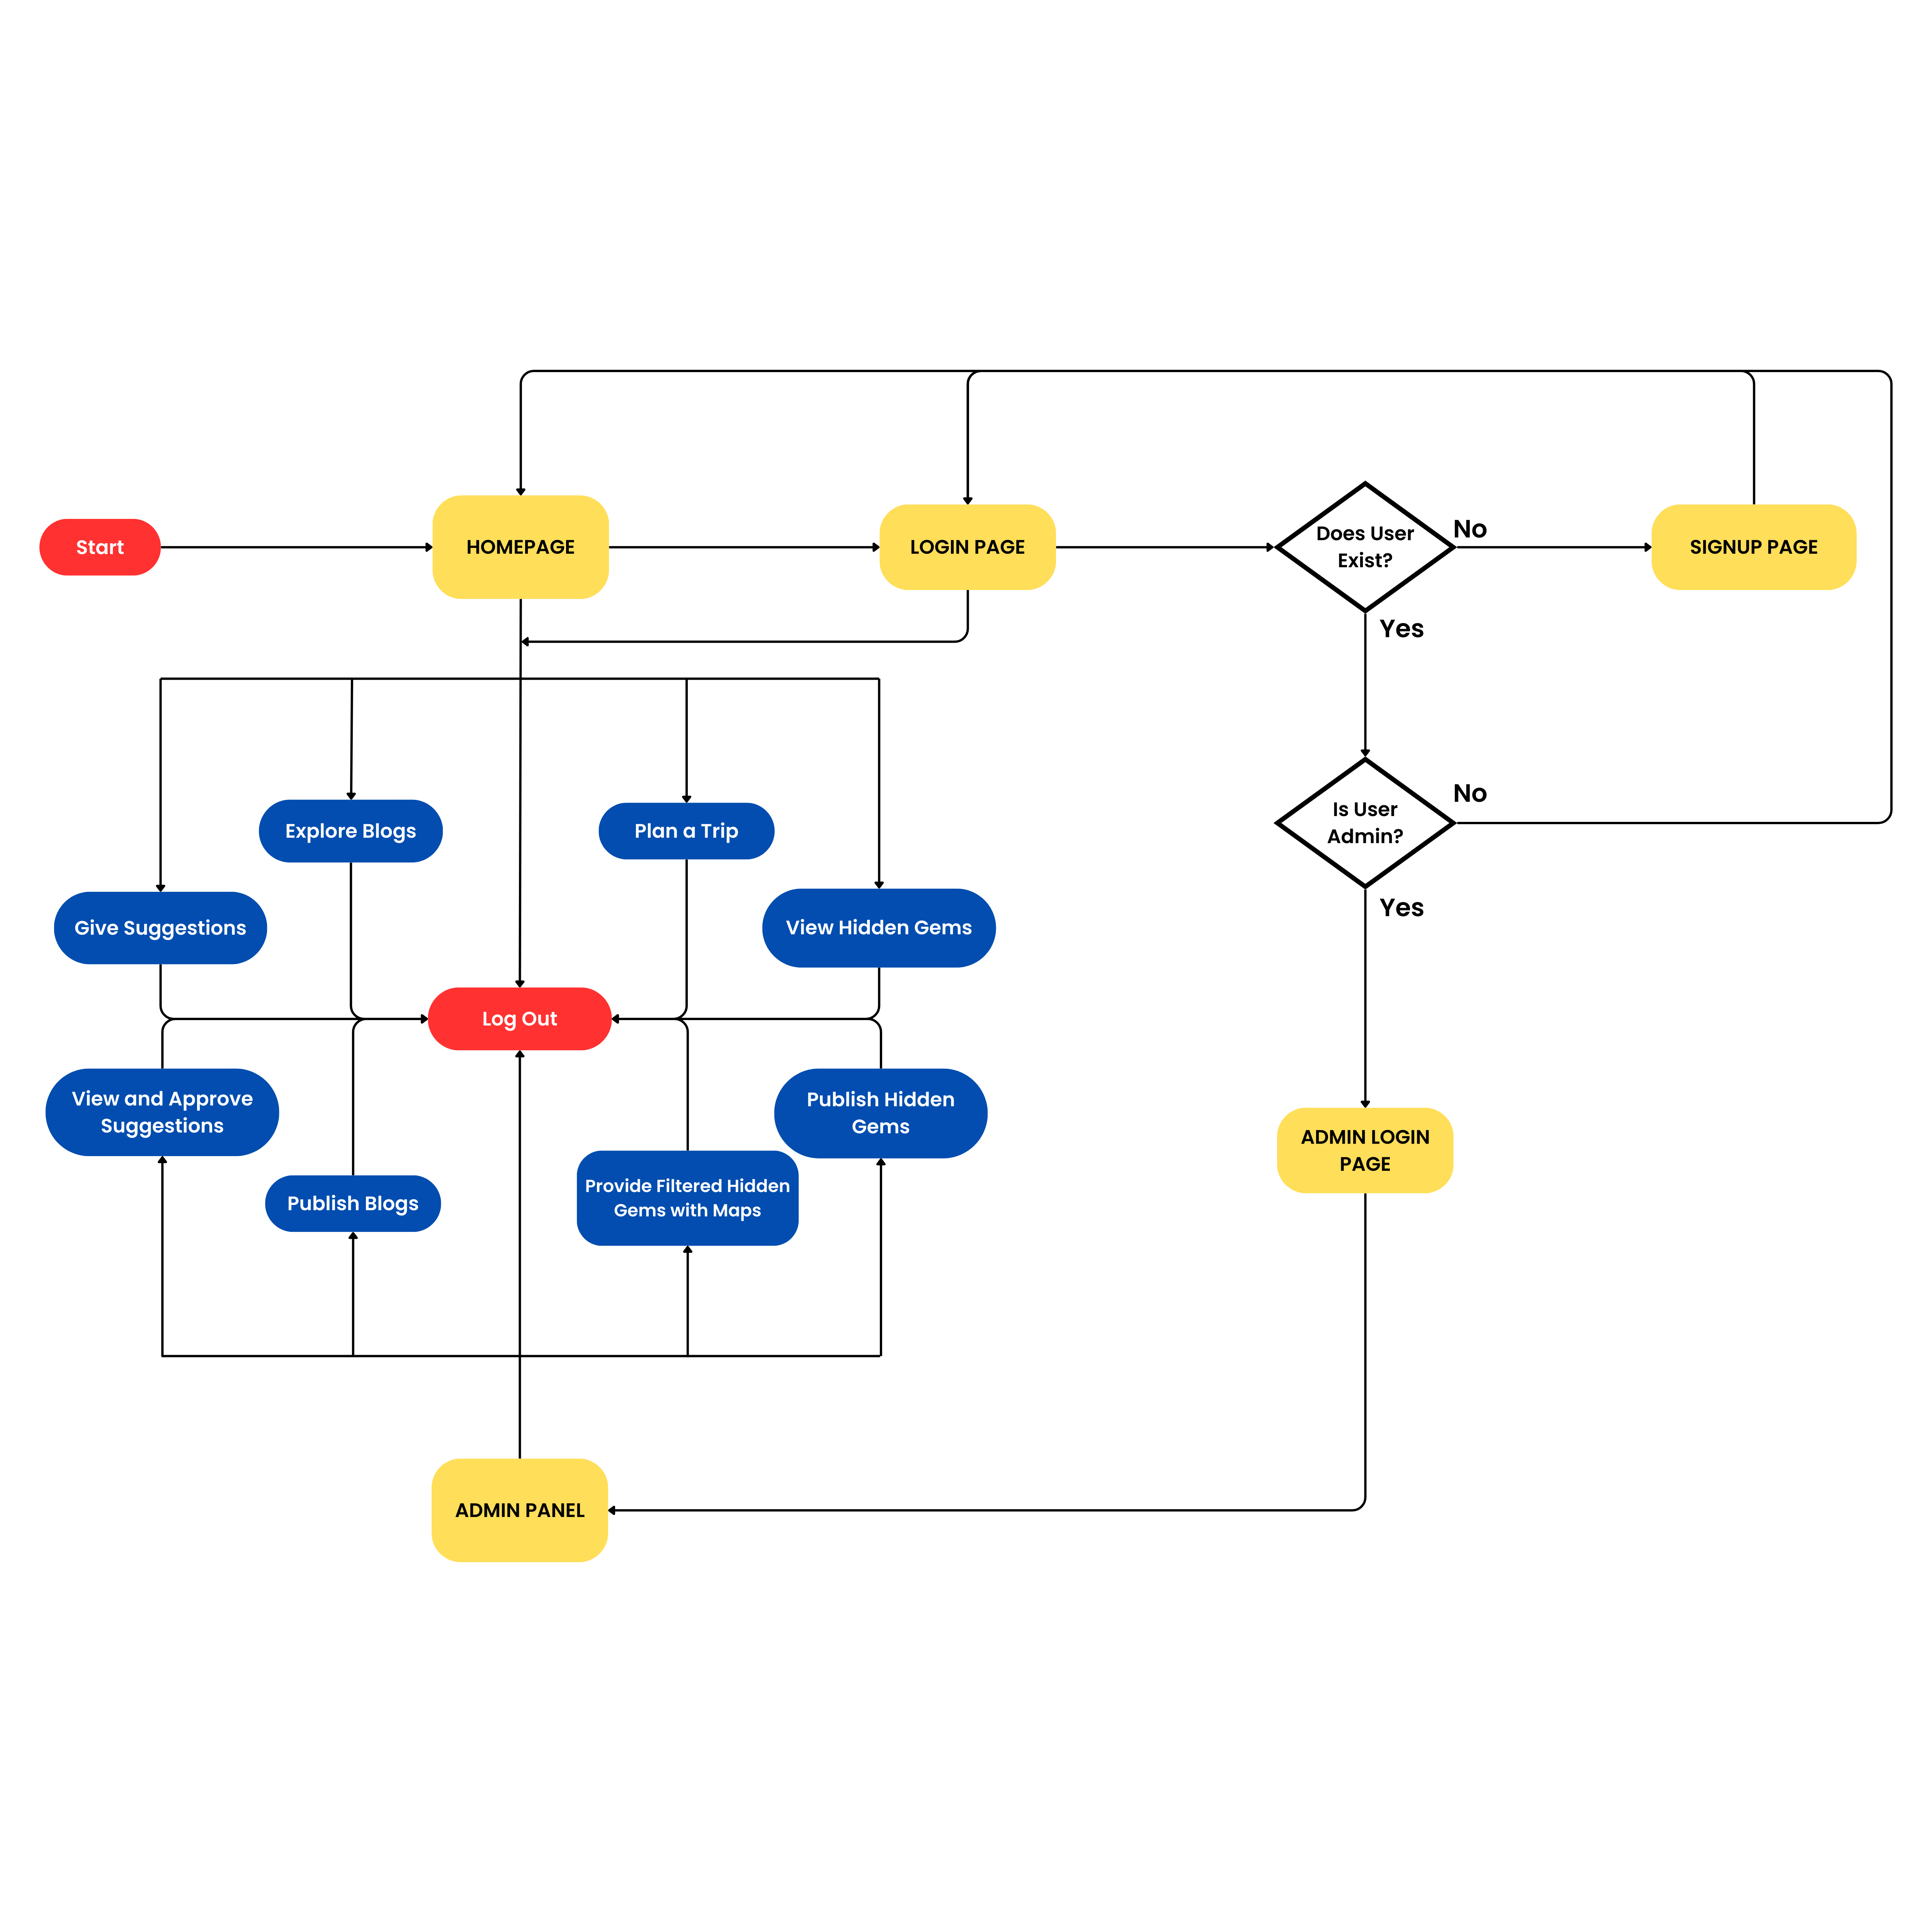 Start
HOMEPAGE
LOGIN PAGE
Does User
Exist?
No
SIGNUP PAGE
Yes
Explore Blogs
Plan a Trip
Is User
Admin?
No
Give Suggestions
View Hidden Gems
Yes
Log Out
View and Approve
Suggestions
Publish Hidden
Gems
ADMIN LOGIN
PAGE
Publish Blogs
Provide Filtered Hidden
Gems with Maps
ADMIN PANEL